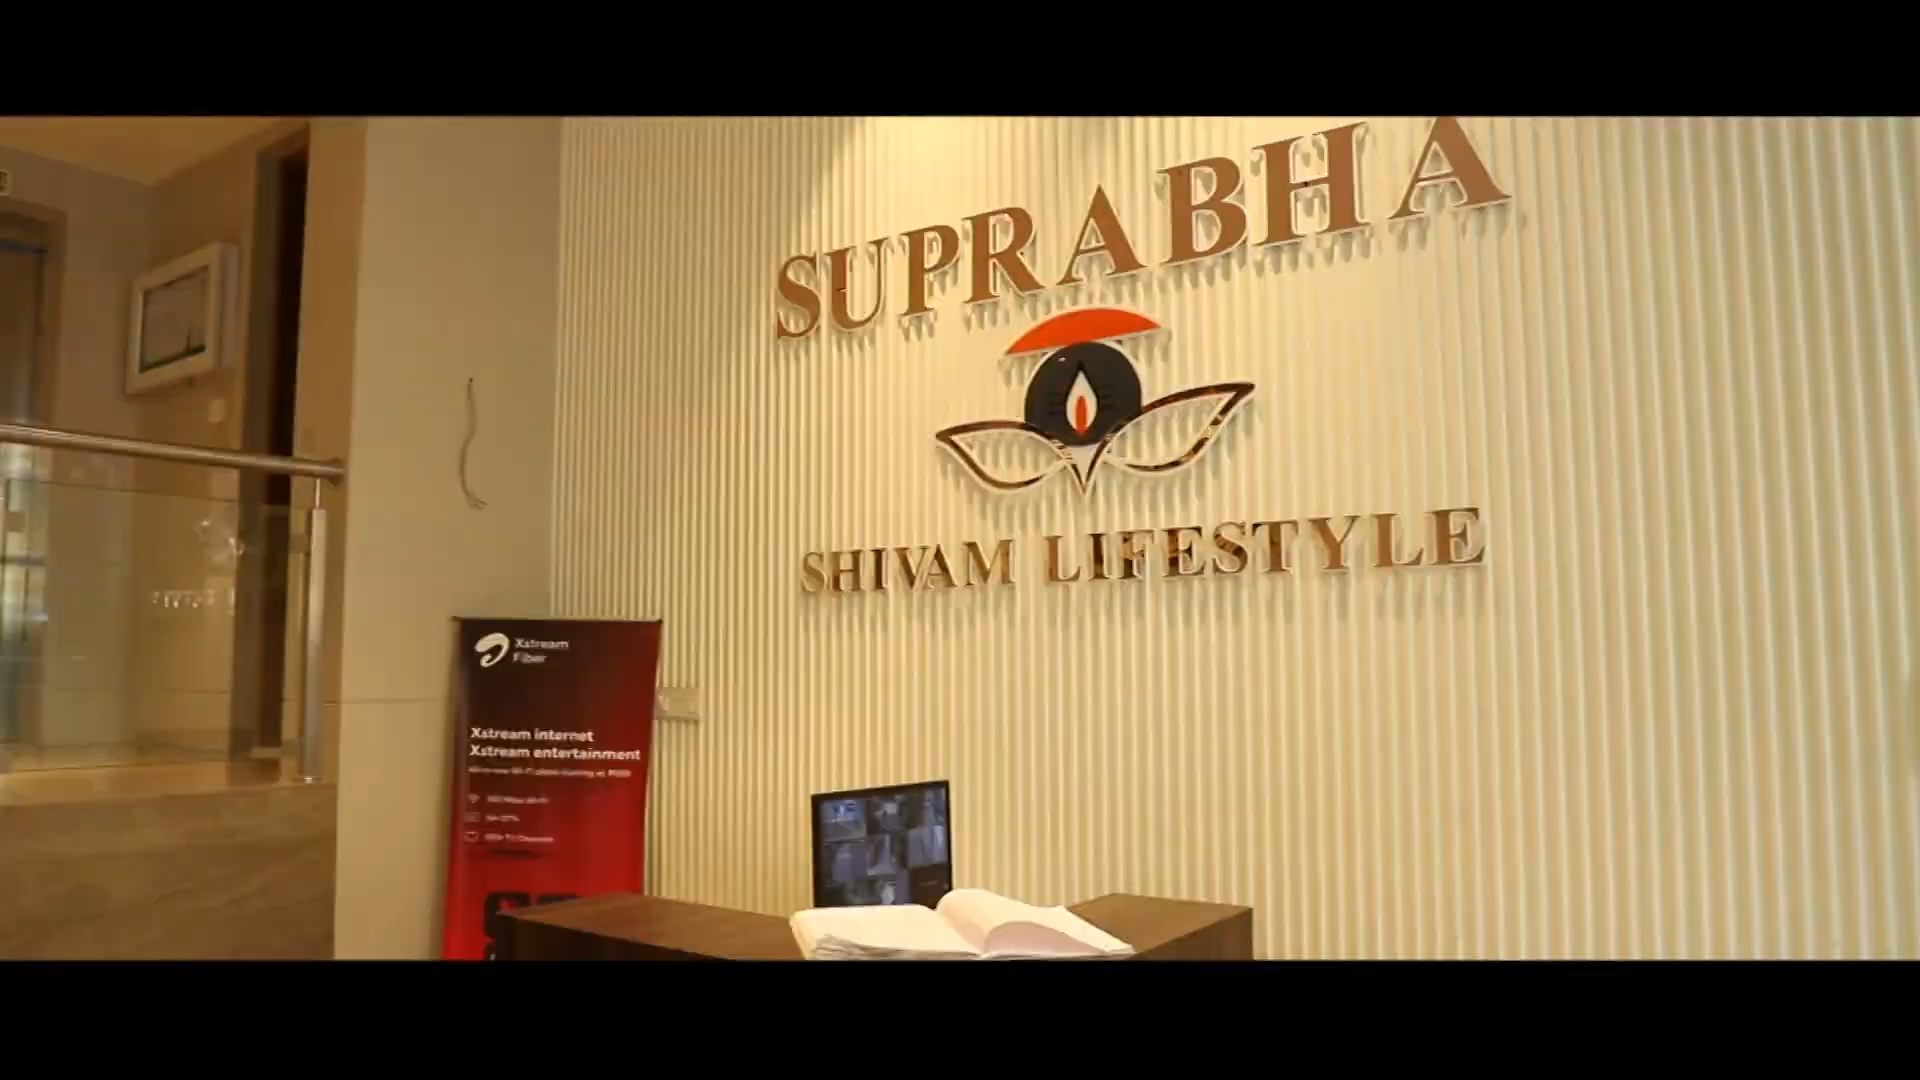 SUPRABHA
SHIVAM LIFESTYLE
Xstream
Fiber
Xstream internet
Xstream entertainment